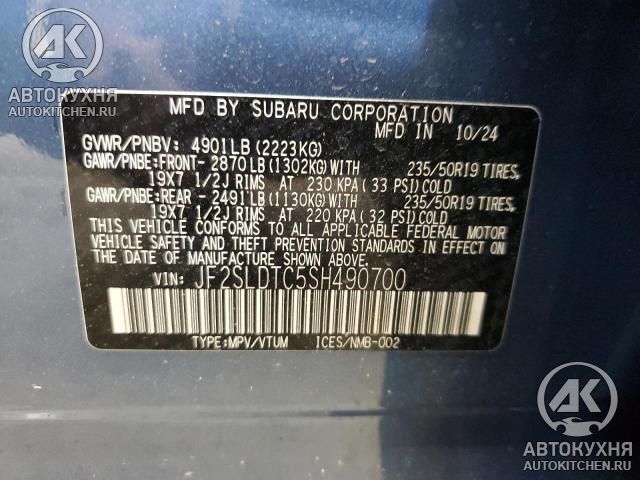 АК
АВТОКУХНЯ
AUTOKITCHEN.RU
MFD BY SUBARU CORPORATION
MFD IN 10/24
GVWR/PNBV: 4901LB(2223KG)
GAWR/PNBE:FRONT- 2870LB(1302KG)WITH 235/50R19 TIRES,
19X7 1/2J RIMS AT 230 KPA (33 PSI)COLD
GAWR/PNBE:REAR - 2491LB(1130KG)WITH 235/50R19 TIRES,
19X7 1/2J RIMS AT 220 KPA (32 PSI)COLD
THIS VEHICLE CONFORMS TO ALL APPLICABLE FEDERAL MOTOR
VEHICLE SAFETY AND THEFT PREVENTION STANDARDS IN EFFECT ON
THE DATE OF MANUFACTURE SHOWN ABOVE.
VIN: JF2SLDTC5SH490700
TYPE:MPV/VTUM ICES/NMB-002
АК
АВТОКУХНЯ
AUTOKITCHEN.RU